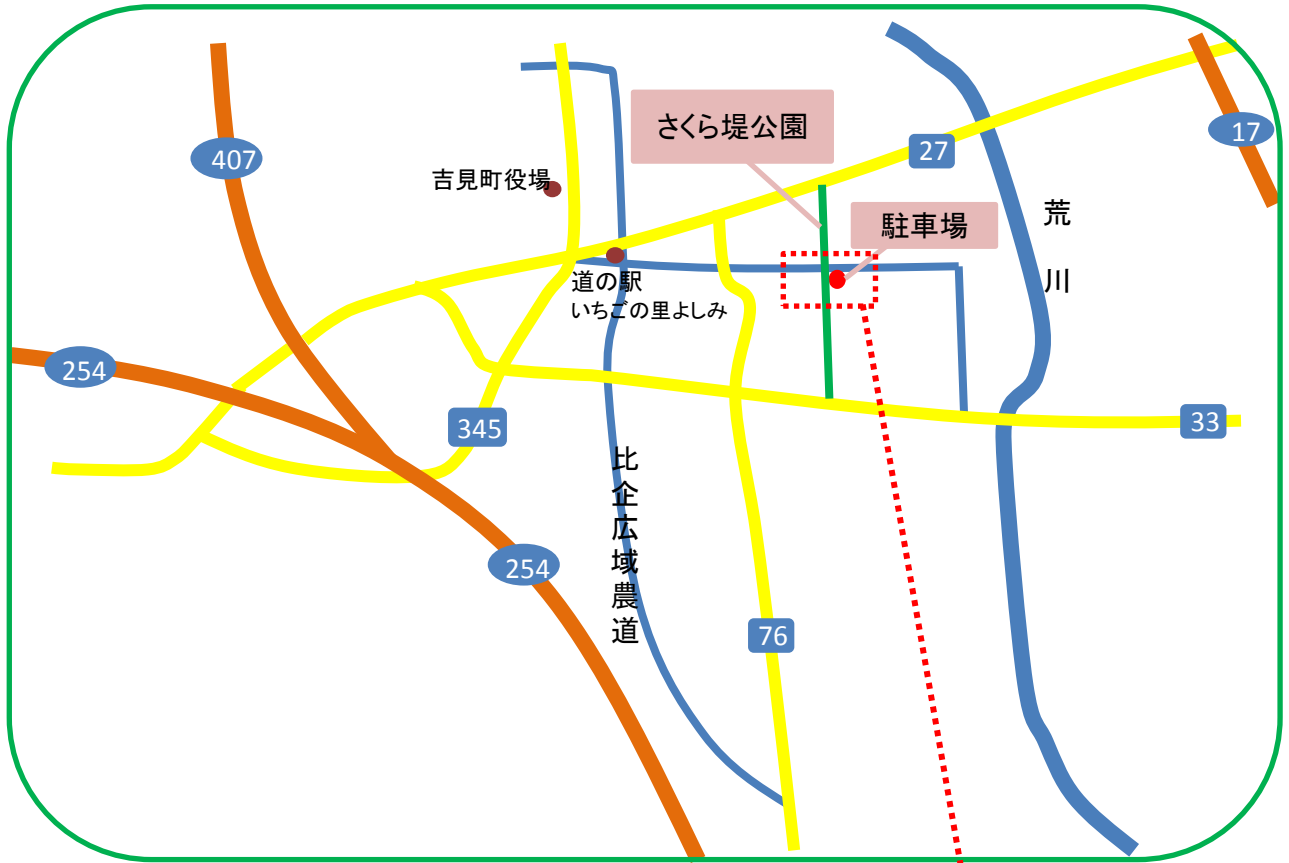 さくら堤公園
17
27
407
吉見町役場
荒川
駐車場
道の駅
いちごの里よしみ
254
345
33
比企広域農道
254
76